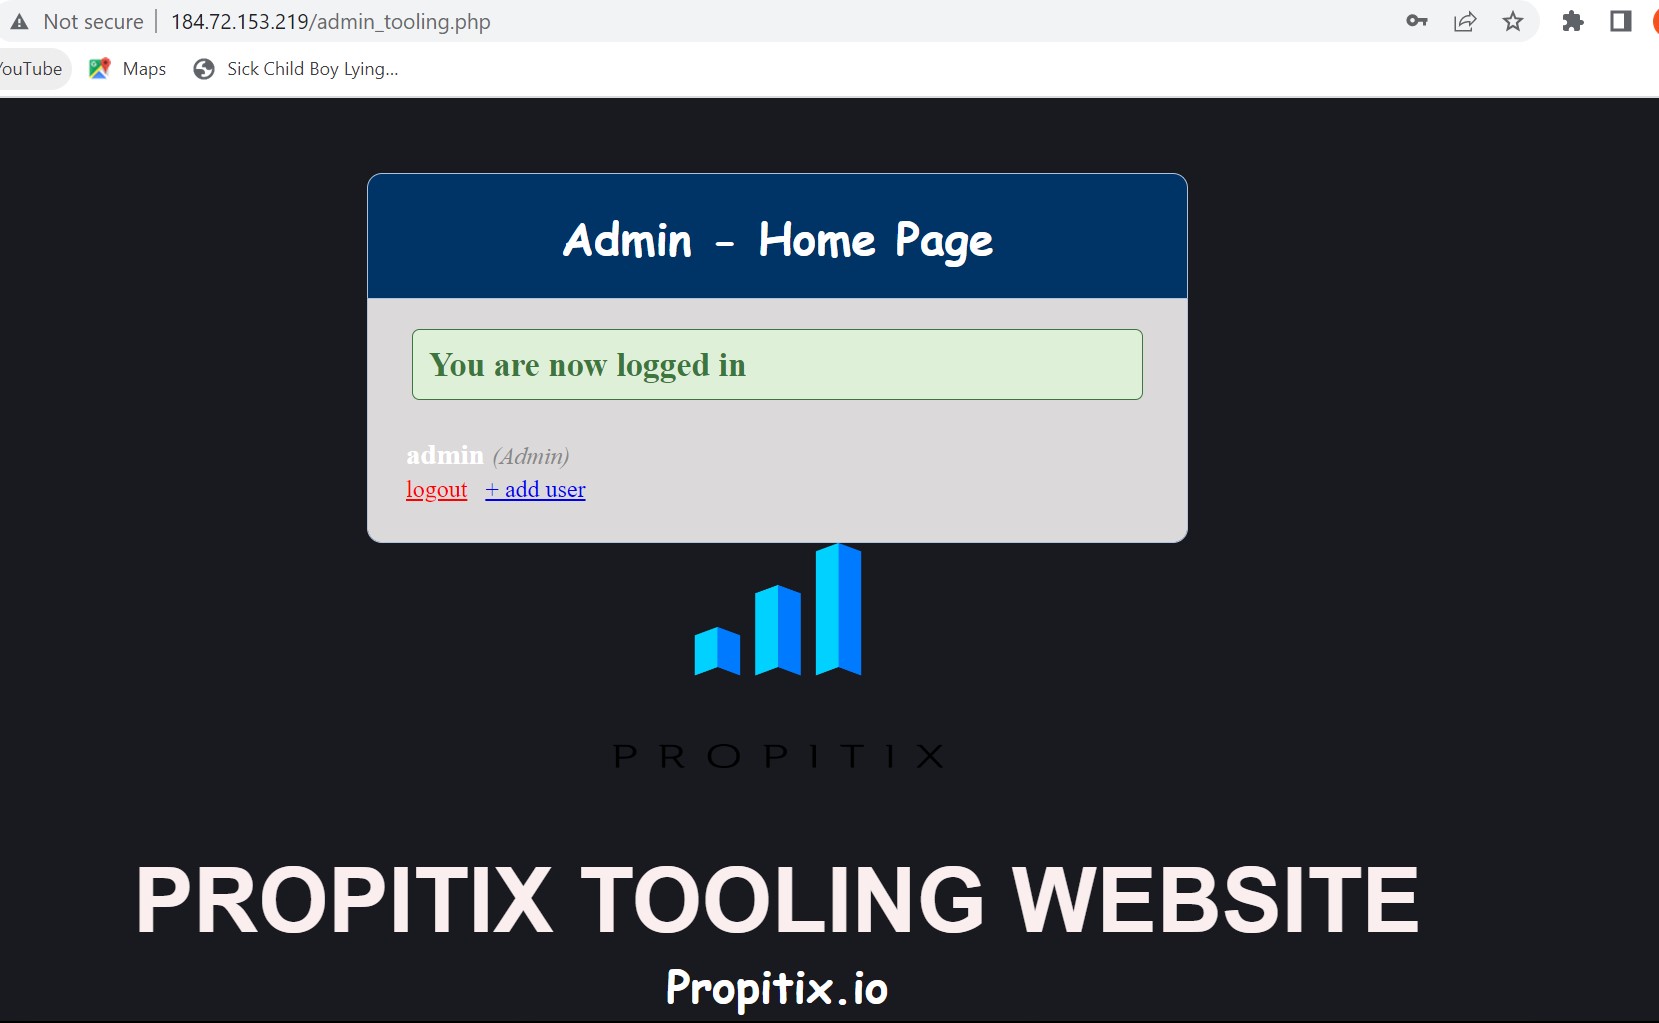 Not secure 184.72.153.219/admin_tooling.php
YouTube Maps Sick Child Boy Lying...
Admin - Home Page
You are now logged in
admin (Admin)
logout + add user
PROPITIX
PROPITIX TOOLING WEBSITE
Propitix.io